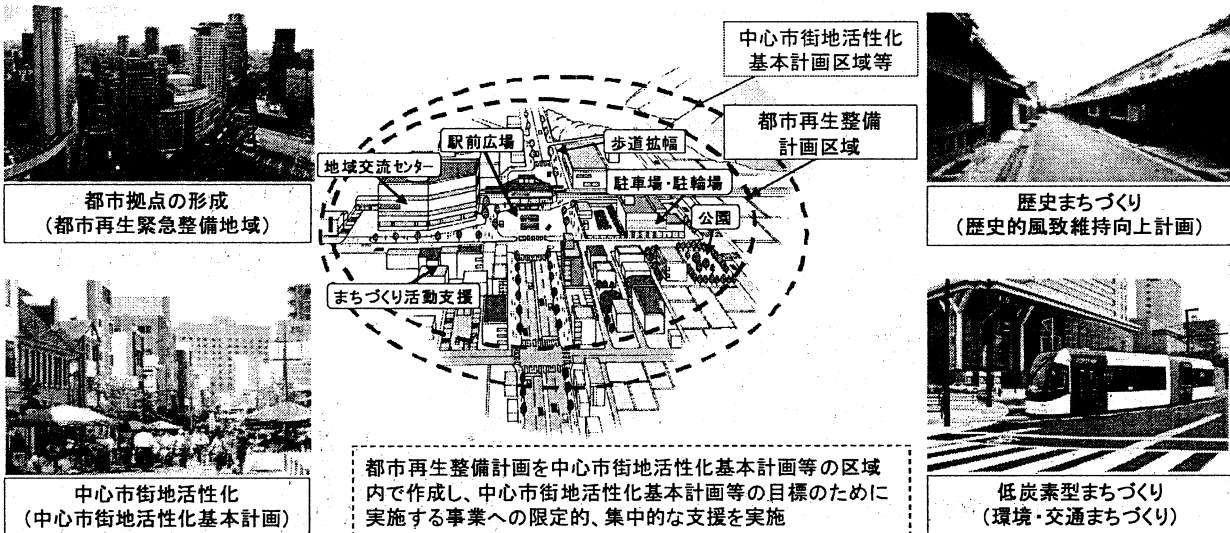 都市拠点の形成
(都市再生緊急整備地域)
中心市街地活性化
(中心市街地活性化基本計画)
中心市街地活性化
基本計画区域等
都市再生整備
計画区域
駅前広場
歩道拡幅
地域交流センター
駐車場・駐輪場
公園
まちづくり活動支援
都市再生整備計画を中心市街地活性化基本計画等の区域
内で作成し、中心市街地活性化基本計画等の目標のために
実施する事業への限定的、集中的な支援を実施
歴史まちづくり
(歴史的風致維持向上計画)
低炭素型まちづくり
(環境・交通まちづくり)